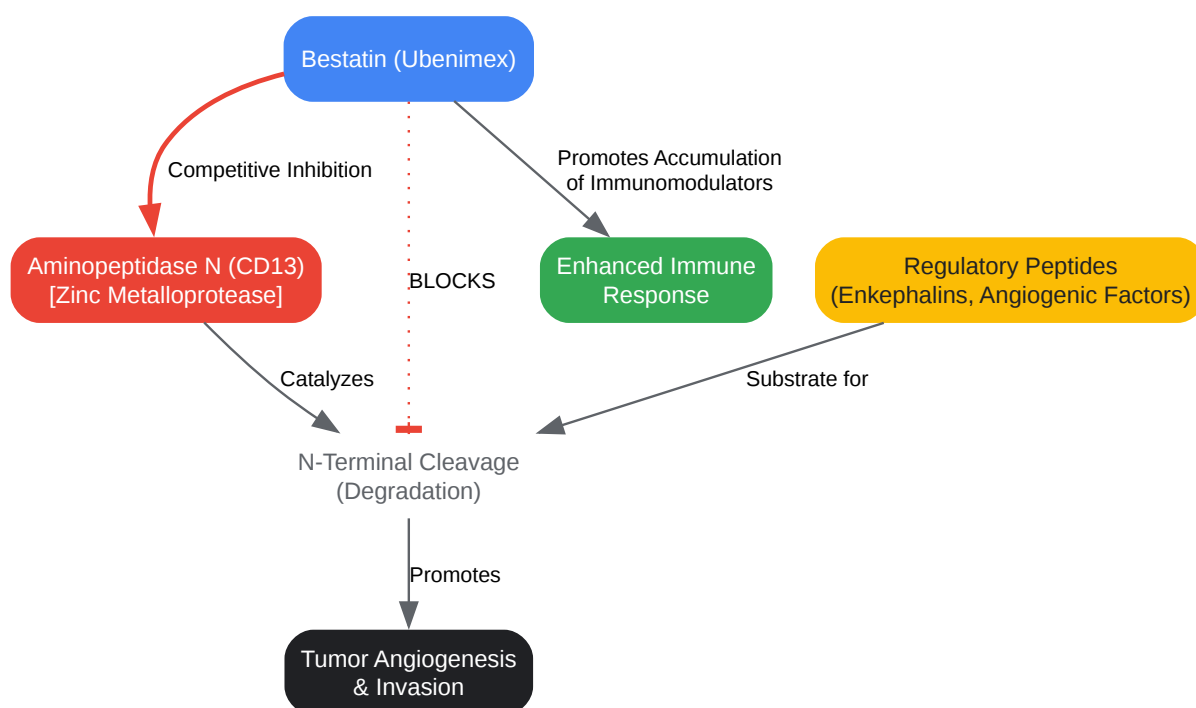 Bestatin (Ubenimex)
Competitive Inhibition
Promotes Accumulation
of Immunomodulators
Aminopeptidase N (CD13)
[Zinc Metalloprotease]
BLOCKS
Enhanced Immune
Response
Regulatory Peptides
(Enkephalins, Angiogenic Factors)
Catalyzes
Substrate for
N-Terminal Cleavage
(Degradation)
Promotes
Tumor Angiogenesis
& Invasion